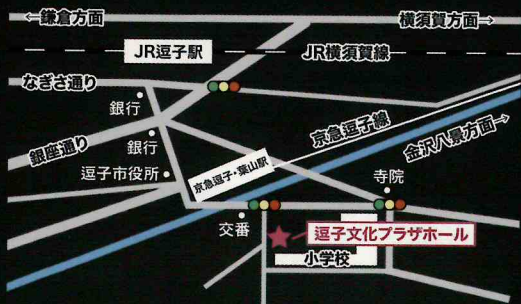 ←鎌倉方面
横須賀方面→
JR逗子駅
JR横須賀線
なぎさ通り
銀行
銀座通り
銀行
京急逗子線
金沢八景方面→
逗子市役所
京急逗子・葉山駅
寺院
交番
逗子文化プラザホール
小学校